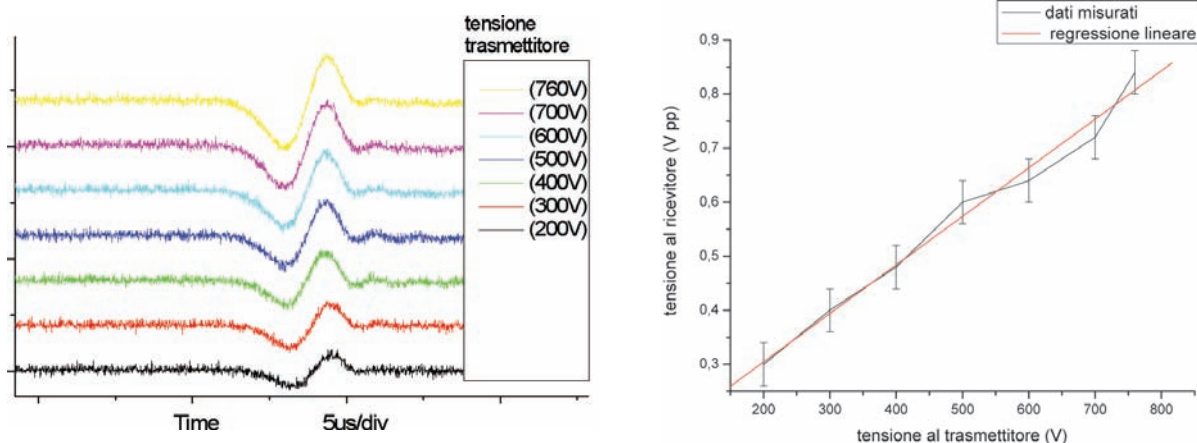 tensione
trasmettitore
(760V)
(700V)
(600V)
(500V)
(400V)
(300V)
(200V)
Time
5us/div
dati misurati
regressione lineare
0,9
0,8
0,7
0,6
0,5
0,4
0,3
tensione al ricevitore (V pp)
200 300 400 500 600 700 800
tensione al trasmettitore (V)